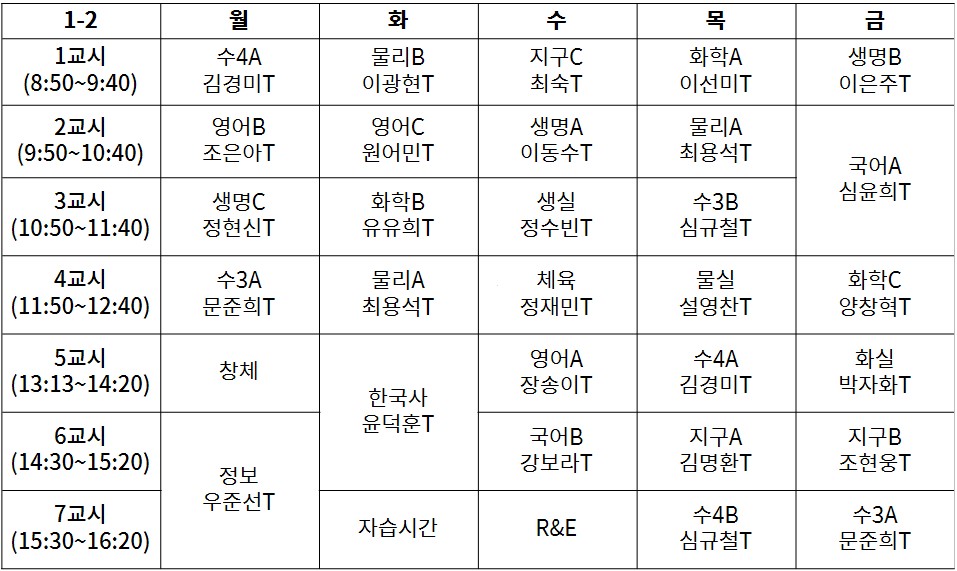 1-2 월 화 수 목 금
1교시 수4A 물리B 지구C 화학A 생명B
(8:50~9:40) 김경미T 이광현T 최숙T 이선미T 이은주T
2교시 영어B 영어C 생명A 물리A
(9:50~10:40) 조은아T 원어민T 이동수T 최용석T
국어A
심윤희T
3교시 생명C 화학B 생실 수3B
(10:50~11:40) 정현신T 유유희T 정수빈T 심규철T
4교시 수3A 물리A 체육 물실 화학C
(11:50~12:40) 문준희T 최용석T 정재민T 설영찬T 양창혁T
5교시 창체 영어A 수4A 화실
(13:13~14:20) 장송이T 김경미T 박자화T
한국사
윤덕훈T
6교시 국어B 지구A 지구B
(14:30~15:20) 강보라T 김명환T 조현웅T
정보
우준선T
7교시 자습시간 R&E 수4B 수3A
(15:30~16:20) 심규철T 문준희T